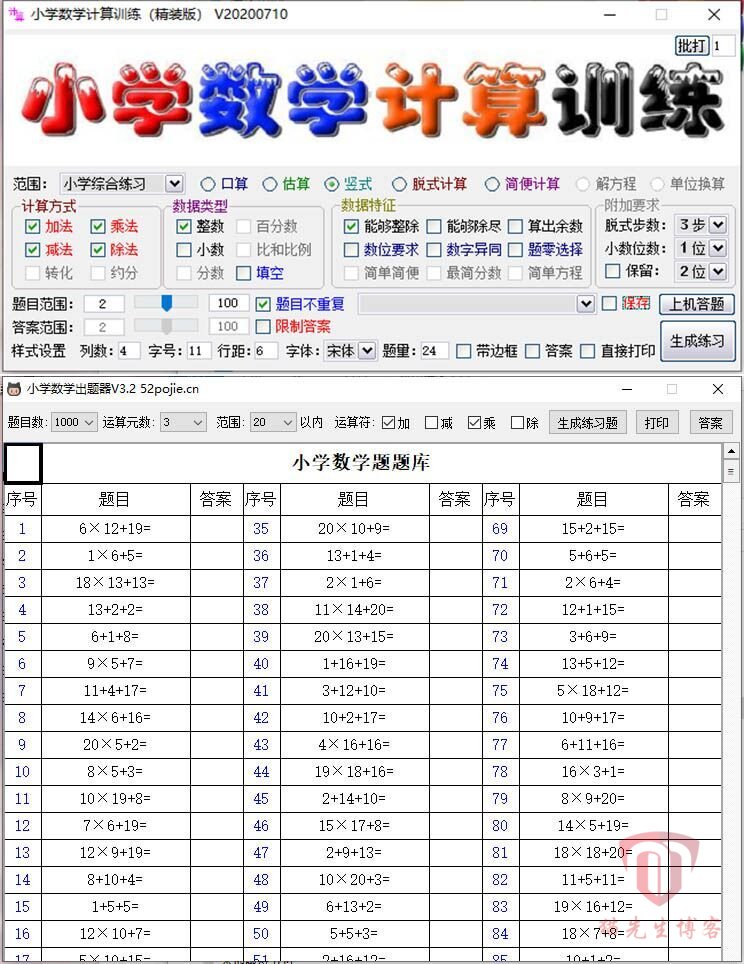 小学数学计算训练（精装版） V20200710
批打 1
小学数学计算训练
范围： 小学综合练习 口算 估算 竖式 脱式计算 简便计算 解方程 单位换算
计算方式 数据类型 数据特征 附加要求
加法 乘法 整数 百分数 能够整除 能够除尽 算出余数 脱式步数： 3 步
减法 除法 小数 比和比例 数位要求 数字异同 题零选择 小数位数： 1 位
转化 约分 分数 填空 简单简便 最简分数 简单方程 保留： 2 位
题目范围： 2 100 题目不重复 保存 上机答题
答案范围： 2 100 限制答案 生成练习
样式设置 列数： 4 字号： 11 行距： 6 字体： 宋体 题量： 24 带边框 答案 直接打印
小学数学出题器V3.2 52pojie.cn
题目数： 1000 运算元数： 3 范围： 20 以内 运算符： 加 减 乘 除 生成练习题 打印 答案
小学数学题题库
序号 题目 答案 序号 题目 答案 序号 题目 答案
1 6×12+19= 35 20×10+9= 69 15+2+15=
2 1×6+5= 36 13+1+4= 70 5+6+5=
3 18×13+13= 37 2×1+6= 71 2×6+4=
4 13+2+2= 38 11×14+20= 72 12+1+15=
5 6+1+8= 39 20×13+15= 73 3+6+9=
6 9×5+7= 40 1+16+19= 74 13+5+12=
7 11+4+17= 41 3+12+10= 75 5×18+12=
8 14×6+16= 42 10+2+17= 76 10+9+17=
9 20×5+2= 43 4×16+16= 77 6+11+16=
10 8×5+3= 44 19×18+16= 78 16×3+1=
11 10×19+8= 45 2+14+10= 79 8×9+20=
12 7×6+19= 46 15×17+8= 80 14×5+19=
13 12×9+19= 47 2+9+13= 81 18×18+20=
14 8+10+4= 48 10×20+3= 82 11+5+11=
15 1+5+5= 49 6+13+2= 83 19×16+12=
16 12×10+7= 50 5+5+3= 84 18×7+8=
猫先生博客
17 5×10+15= 51 2+16+12= 85 10+1+2=